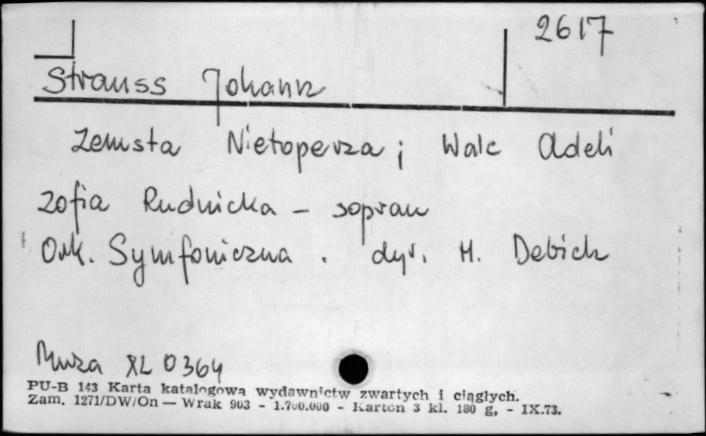 2617
Strauss Johann
Zemsta Nietoperza; Walc Adeli
Zofia Rudnicka - sopran
Ork. Symfoniczna. dyr. H. Debich
Muza XL 0364
PU-B 143 Karta katalogowa wydawnictw zwartych i ciągłych.
Zam. 1271/DW/On — Wrak 903 - 1.700.000 - Karton 3 kl. 180 g, - IX.73.